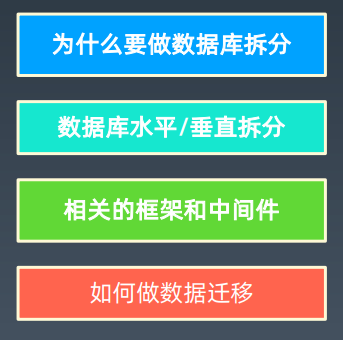 为什么要做数据库拆分
数据库水平/垂直拆分
相关的框架和中间件
如何做数据迁移